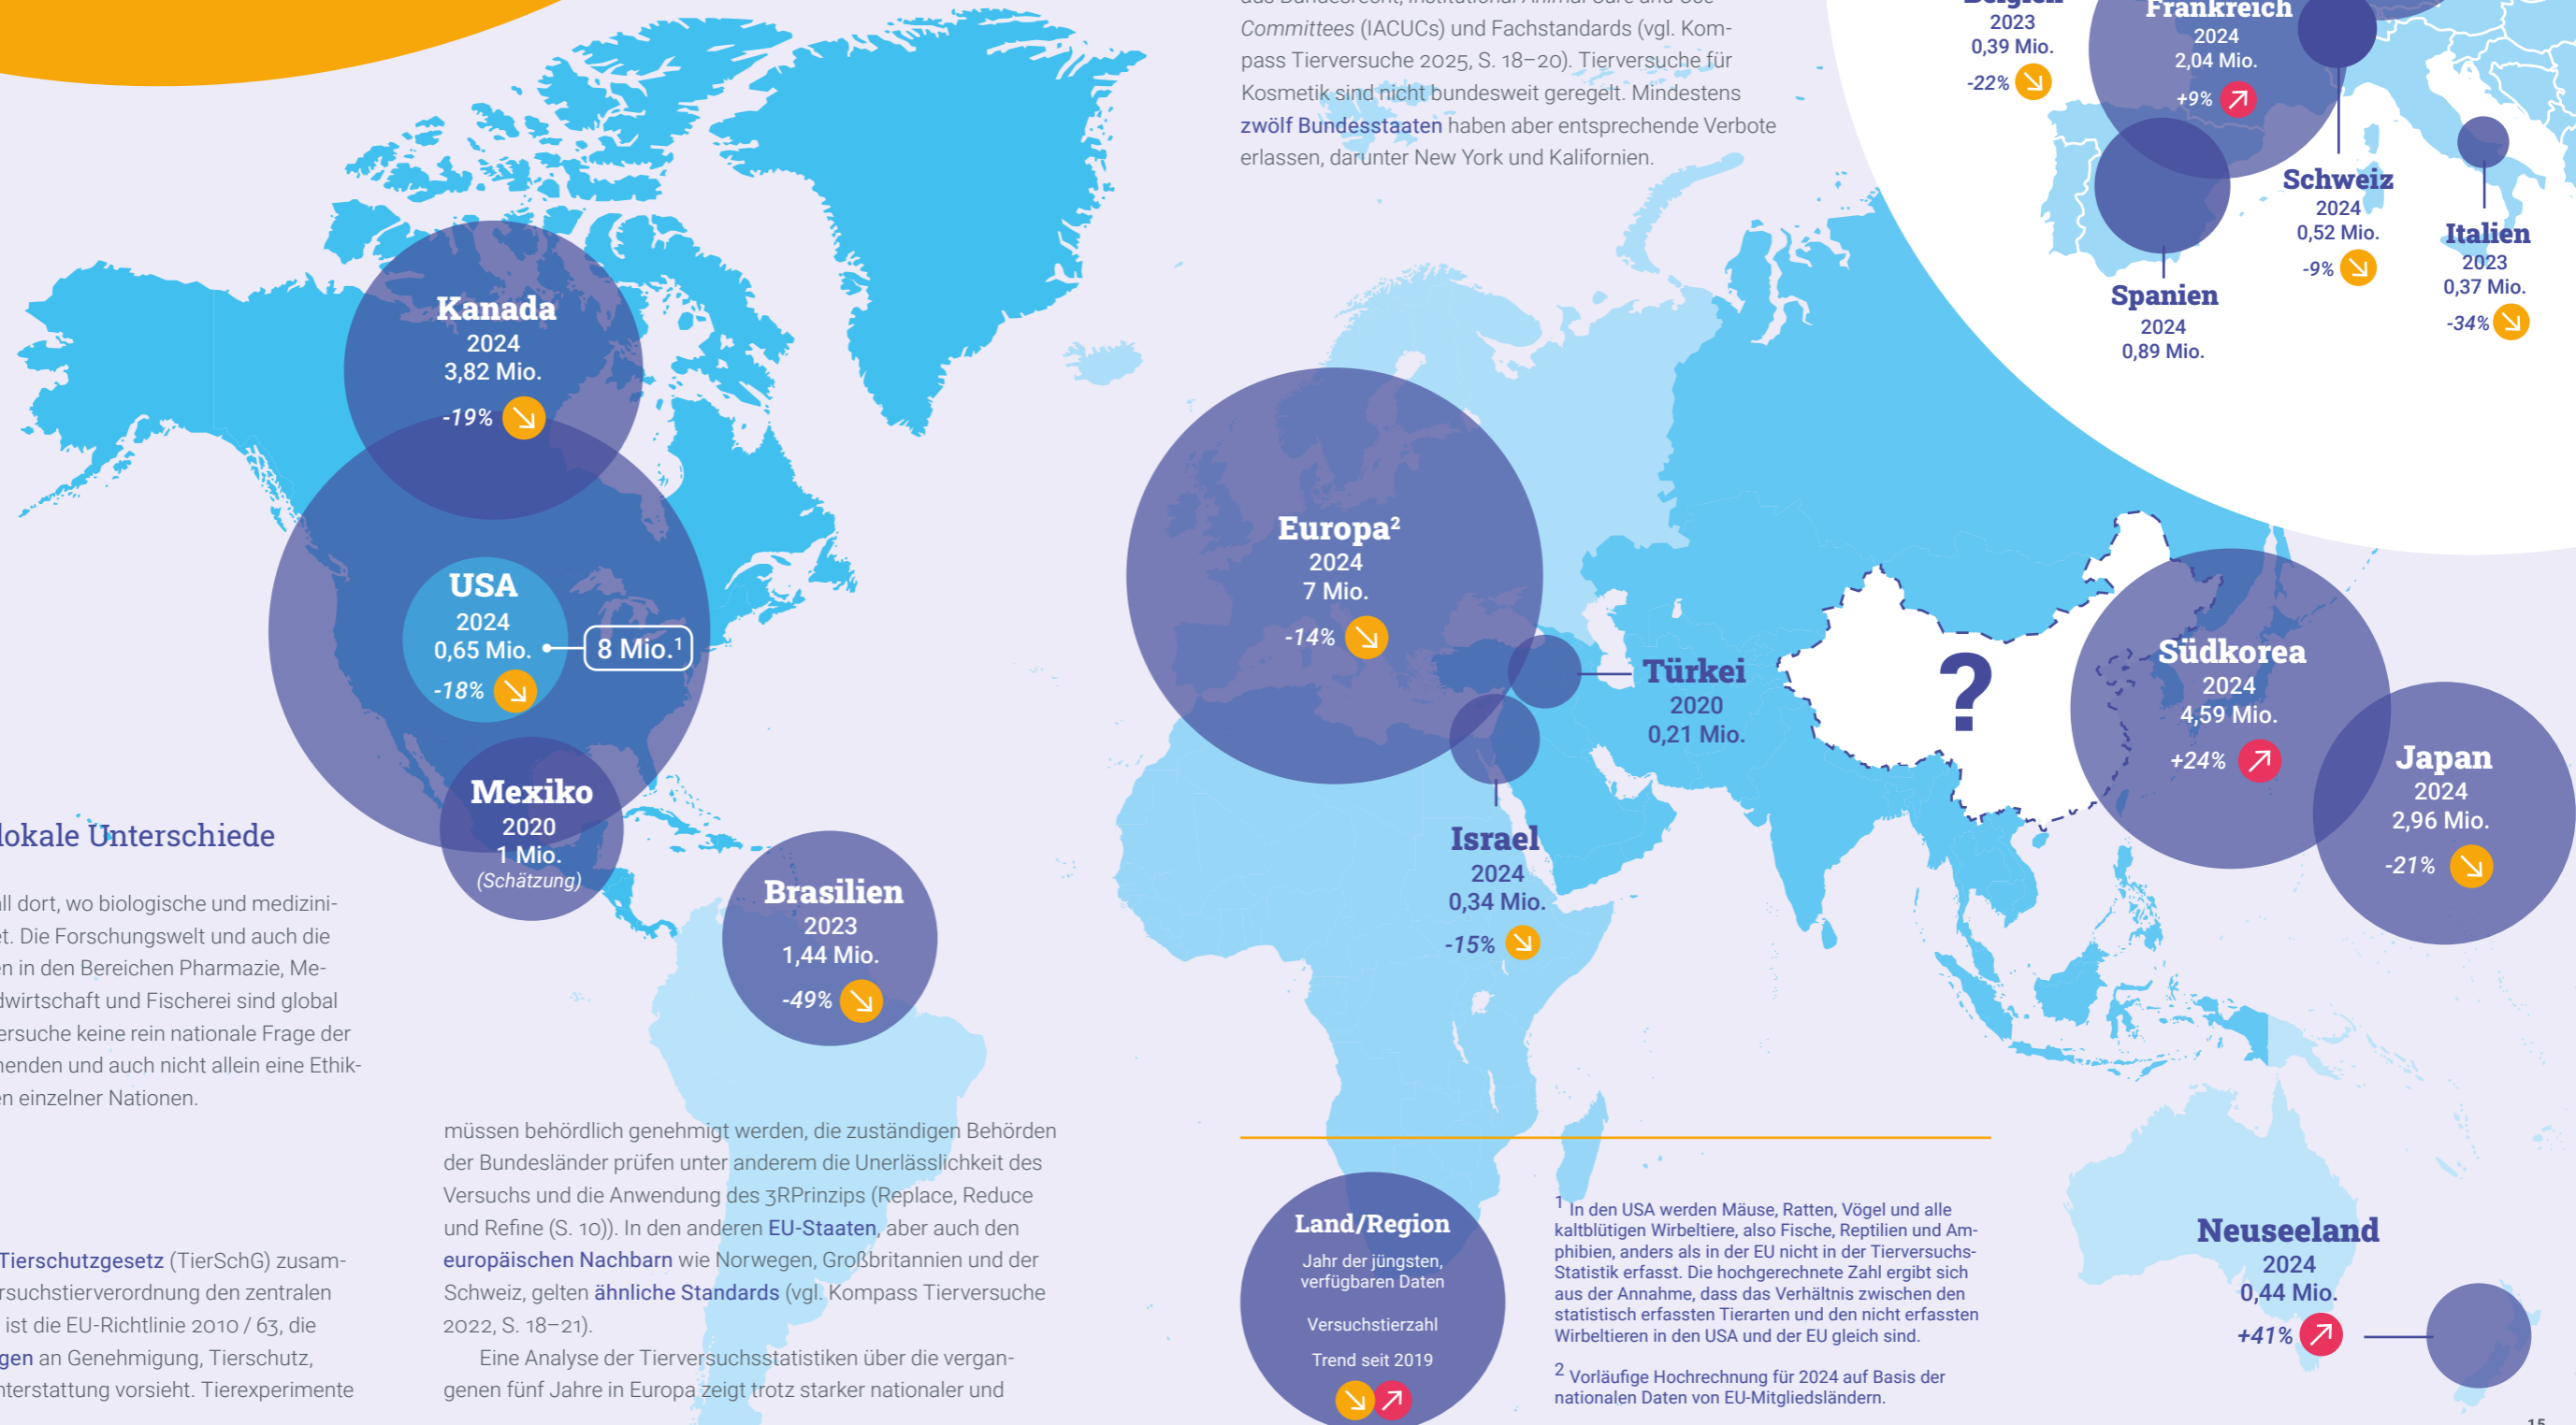 Committees (IACUCs) und Fachstandards (vgl. Kom-
pass Tierversuche 2025, S. 18–20). Tierversuche für
Kosmetik sind nicht bundesweit geregelt. Mindestens
zwölf Bundesstaaten haben aber entsprechende Verbote
erlassen, darunter New York und Kalifornien.
Belgien
2023
0,39 Mio.
-22%
Frankreich
2024
2,04 Mio.
+9%
Schweiz
2024
0,52 Mio.
-9%
Italien
2023
0,37 Mio.
-34%
Spanien
2024
0,89 Mio.
Kanada
2024
3,82 Mio.
-19%
USA
2024
0,65 Mio.
8 Mio.¹
-18%
Mexiko
2020
1 Mio.
(Schätzung)
Brasilien
2023
1,44 Mio.
-49%
Europa²
2024
7 Mio.
-14%
Türkei
2020
0,21 Mio.
Israel
2024
0,34 Mio.
-15%
?
Südkorea
2024
4,59 Mio.
+24%
Japan
2024
2,96 Mio.
-21%
Neuseeland
2024
0,44 Mio.
+41%
lokale Unterschiede
all dort, wo biologische und medizini-
et. Die Forschungswelt und auch die
en in den Bereichen Pharmazie, Me-
dwirtschaft und Fischerei sind global
ersuche keine rein nationale Frage der
nenden und auch nicht allein eine Ethik-
en einzelner Nationen.
Tierschutzgesetz (TierSchG) zusam-
rsuchstierverordnung den zentralen
ist die EU-Richtlinie 2010 / 63, die
gen an Genehmigung, Tierschutz,
nterstattung vorsieht. Tierexperimente
müssen behördlich genehmigt werden, die zuständigen Behörden
der Bundesländer prüfen unter anderem die Unerlässlichkeit des
Versuchs und die Anwendung des 3RPrinzips (Replace, Reduce
und Refine (S. 10)). In den anderen EU-Staaten, aber auch den
europäischen Nachbarn wie Norwegen, Großbritannien und der
Schweiz, gelten ähnliche Standards (vgl. Kompass Tierversuche
2022, S. 18–21).
Eine Analyse der Tierversuchsstatistiken über die vergan-
genen fünf Jahre in Europa zeigt trotz starker nationaler und
Land/Region
Jahr der jüngsten,
verfügbaren Daten
Versuchstierzahl
Trend seit 2019
¹ In den USA werden Mäuse, Ratten, Vögel und alle
kaltblütigen Wirbeltiere, also Fische, Reptilien und Am-
phibien, anders als in der EU nicht in der Tierversuchs-
Statistik erfasst. Die hochgerechnete Zahl ergibt sich
aus der Annahme, dass das Verhältnis zwischen den
statistisch erfassten Tierarten und den nicht erfassten
Wirbeltieren in den USA und der EU gleich sind.
² Vorläufige Hochrechnung für 2024 auf Basis der
nationalen Daten von EU-Mitgliedsländern.